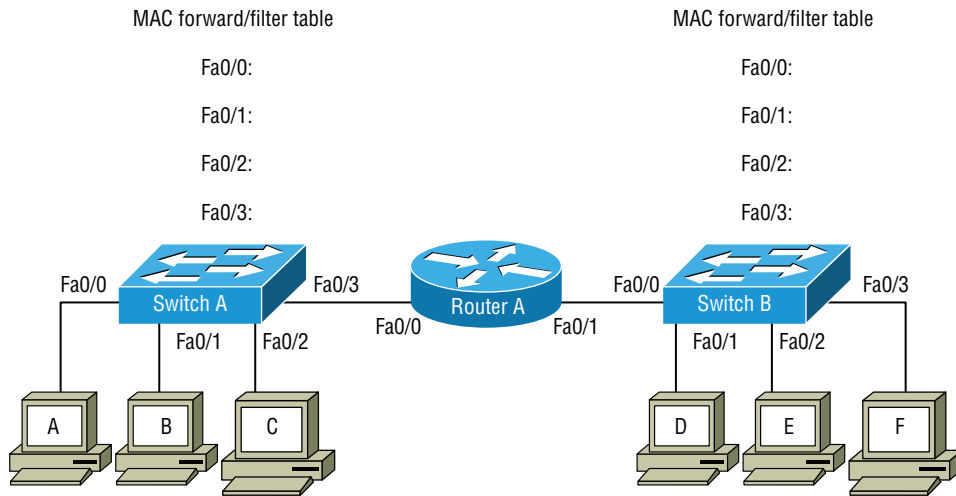 MAC forward/filter table
Fa0/0:
Fa0/1:
Fa0/2:
Fa0/3:
MAC forward/filter table
Fa0/0:
Fa0/1:
Fa0/2:
Fa0/3:
Fa0/0
Switch A
Fa0/3
Fa0/1
Fa0/2
Fa0/0
Router A
Fa0/1
Fa0/0
Switch B
Fa0/3
Fa0/1
Fa0/2
A
B
C
D
E
F